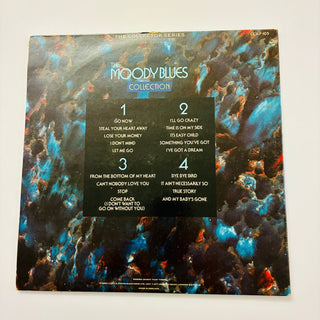 THE COLLECTOR SERIES
THE
MOODY BLUES
COLLECTION
1
GO NOW
STEAL YOUR HEART AWAY
LOSE YOUR MONEY
I DON'T MIND
LET ME GO
2
I'LL GO CRAZY
TIME IS ON MY SIDE
ITS EASY CHILD
SOMETHING YOU'VE GOT
I'VE GOT A DREAM
3
FROM THE BOTTOM OF MY HEART
CAN'T NOBODY LOVE YOU
STOP
COME BACK
(I DON'T WANT TO
GO ON WITHOUT YOU)
4
BYE BYE BIRD
IT AIN'T NECESSARILY SO
TRUE STORY
AND MY BABY'S GONE